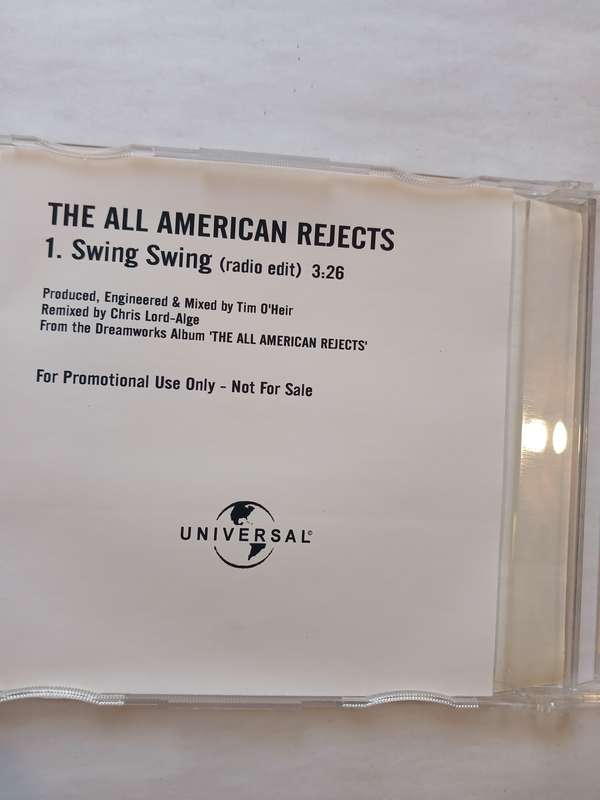 THE ALL AMERICAN REJECTS
1. Swing Swing (radio edit) 3:26
Produced, Engineered & Mixed by Tim O'Heir
Remixed by Chris Lord-Alge
From the Dreamworks Album 'THE ALL AMERICAN REJECTS'
For Promotional Use Only - Not For Sale
UNIVERSAL©